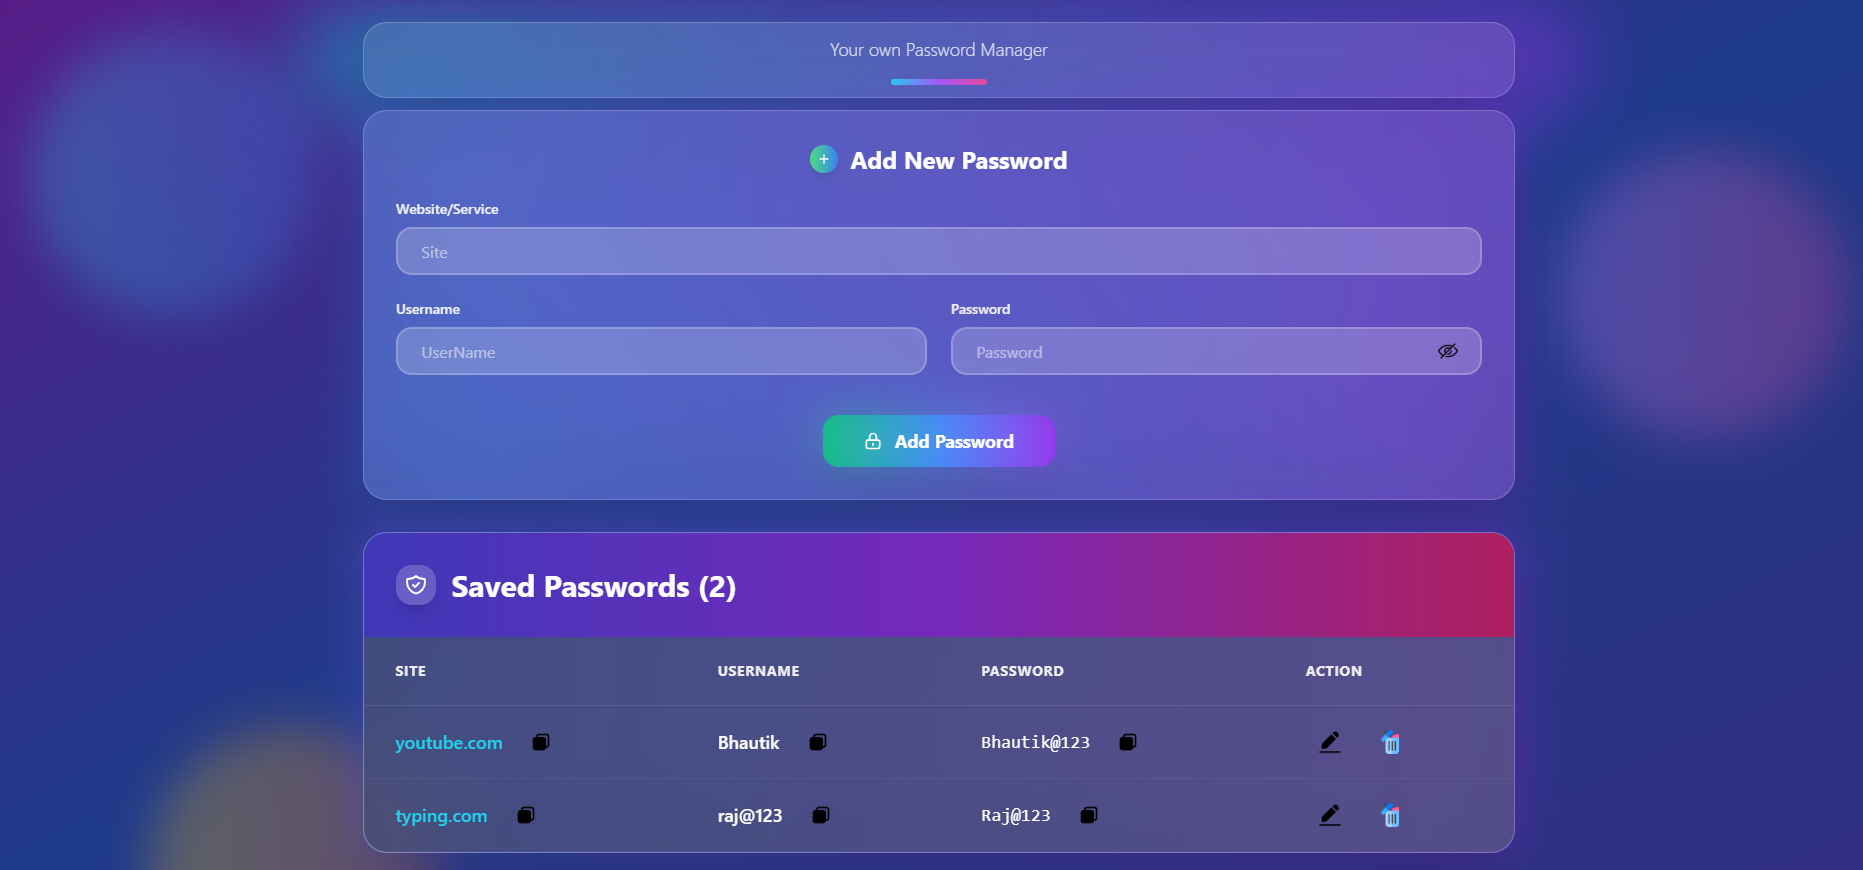 Your own Password Manager
Add New Password
Website/Service
Site
Username Password
UserName Password
Add Password
Saved Passwords (2)
SITE USERNAME PASSWORD ACTION
youtube.com Bhautik Bhautik@123
typing.com raj@123 Raj@123